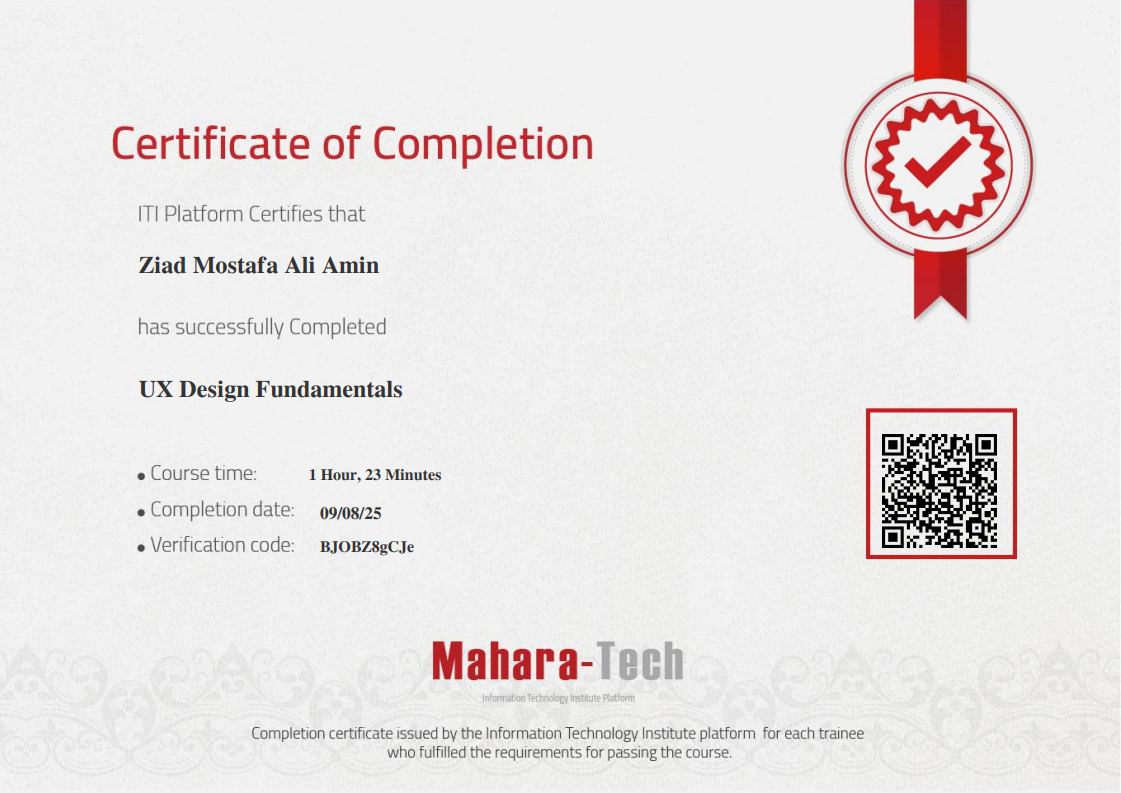 Certificate of Completion
ITI Platform Certifies that
Ziad Mostafa Ali Amin
has successfully Completed
UX Design Fundamentals
• Course time: 1 Hour, 23 Minutes
• Completion date: 09/08/25
• Verification code: BJOBZ8gCJe
Mahara-Tech
Information Technology Institute Platform
Completion certificate issued by the Information Technology Institute platform for each trainee
who fulfilled the requirements for passing the course.